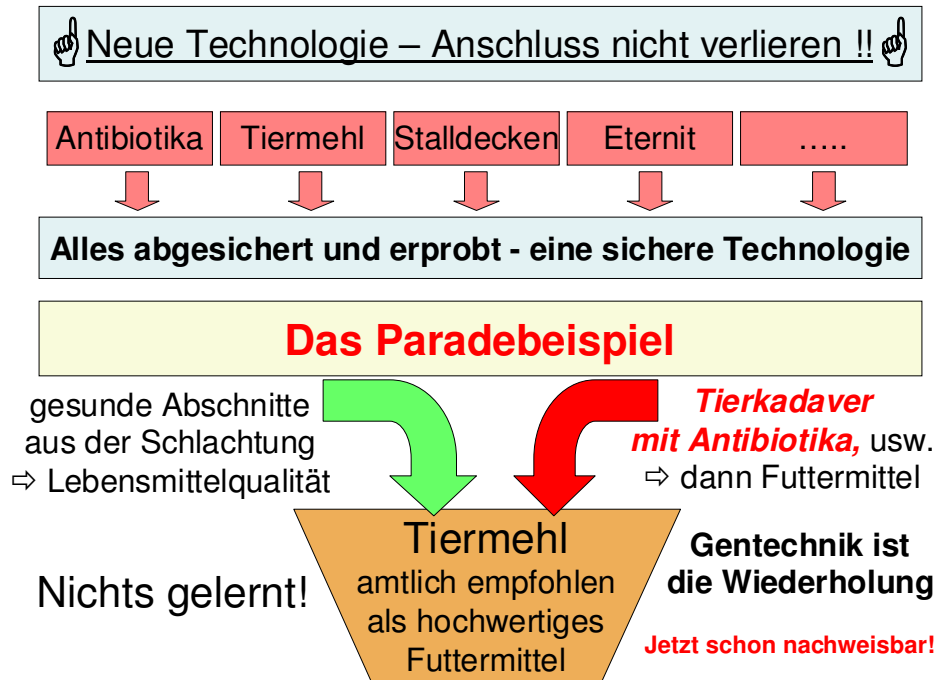 Neue Technologie – Anschluss nicht verlieren !!
Antibiotika
Tiermehl
Stalldecken
Eternit
…..
Alles abgesichert und erprobt - eine sichere Technologie
Das Paradebeispiel
gesunde Abschnitte
aus der Schlachtung
⇨ Lebensmittelqualität
Tierkadaver
mit Antibiotika, usw.
⇨ dann Futtermittel
Tiermehl
amtlich empfohlen
als hochwertiges
Futtermittel
Nichts gelernt!
Gentechnik ist
die Wiederholung
Jetzt schon nachweisbar!